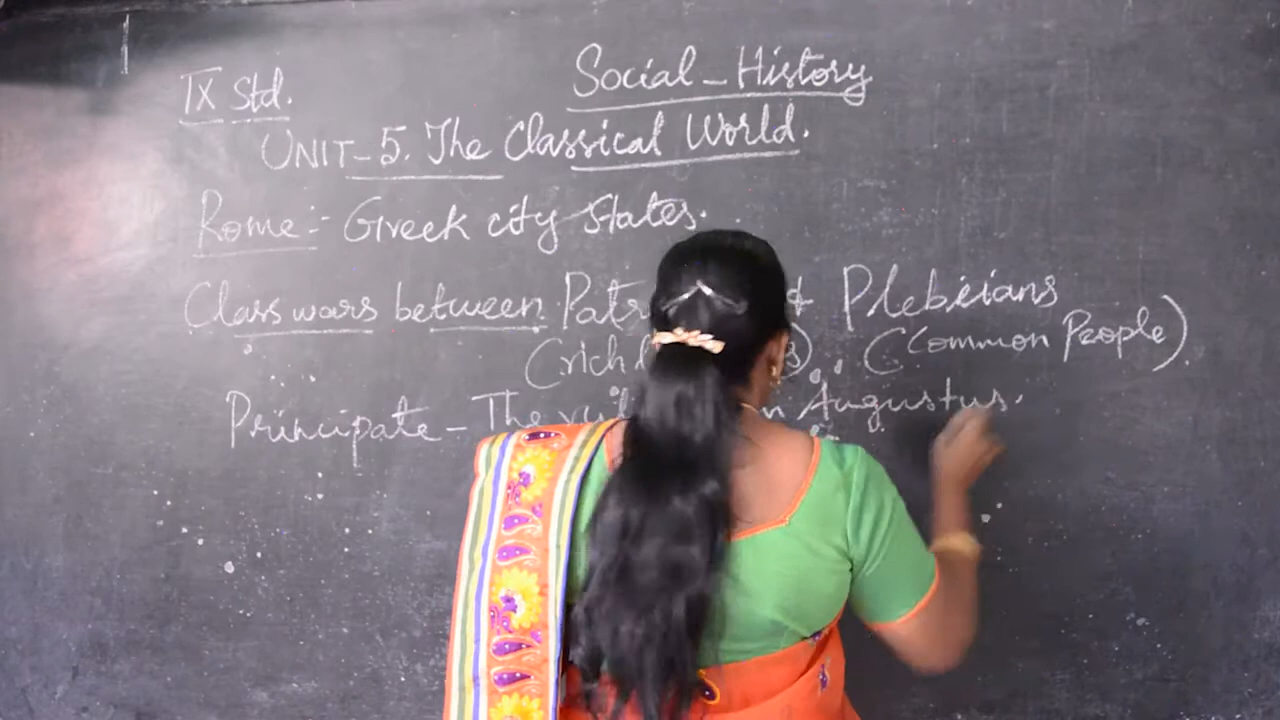 IX Std.
Social - History
UNIT - 5. The Classical World.
Rome :- Greek city States.
Class wars between Plebeians
(rich (Common People).
Principate - The Augustus.